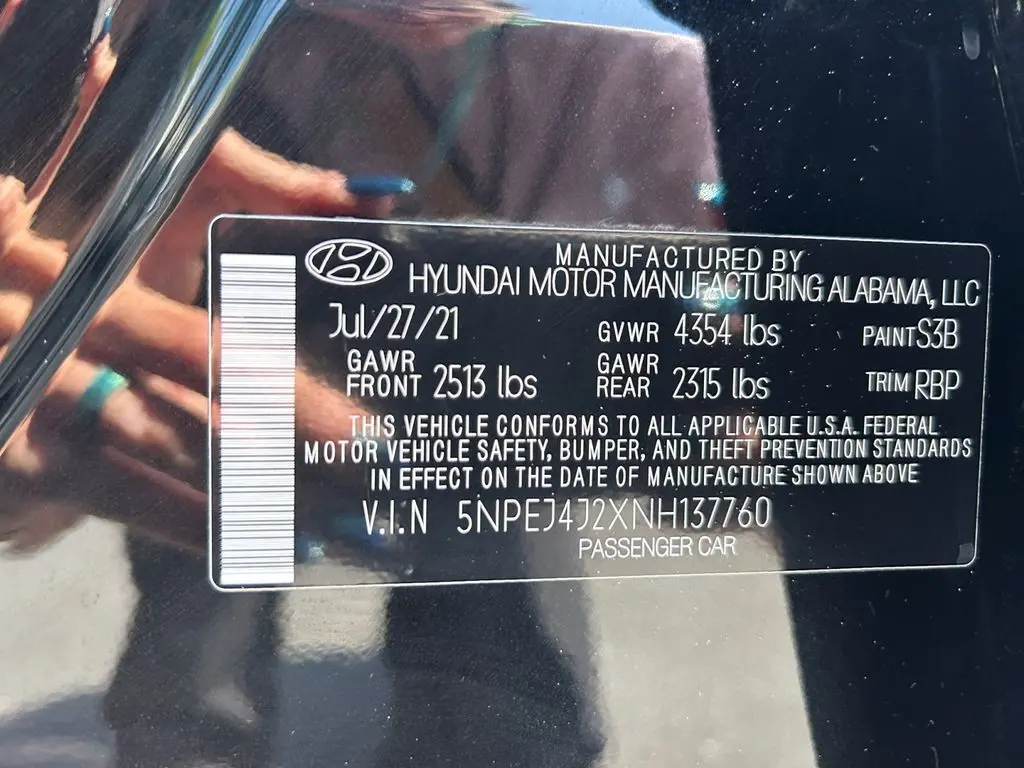 MANUFACTURED BY
HYUNDAI MOTOR MANUFACTURING ALABAMA, LLC
Jul/27/21 GVWR 4354 lbs PAINT S3B
GAWR FRONT 2513 lbs GAWR REAR 2315 lbs TRIM RBP
THIS VEHICLE CONFORMS TO ALL APPLICABLE U.S.A. FEDERAL
MOTOR VEHICLE SAFETY, BUMPER, AND THEFT PREVENTION STANDARDS
IN EFFECT ON THE DATE OF MANUFACTURE SHOWN ABOVE
V.I.N 5NPEJ4J2XNH137760
PASSENGER CAR